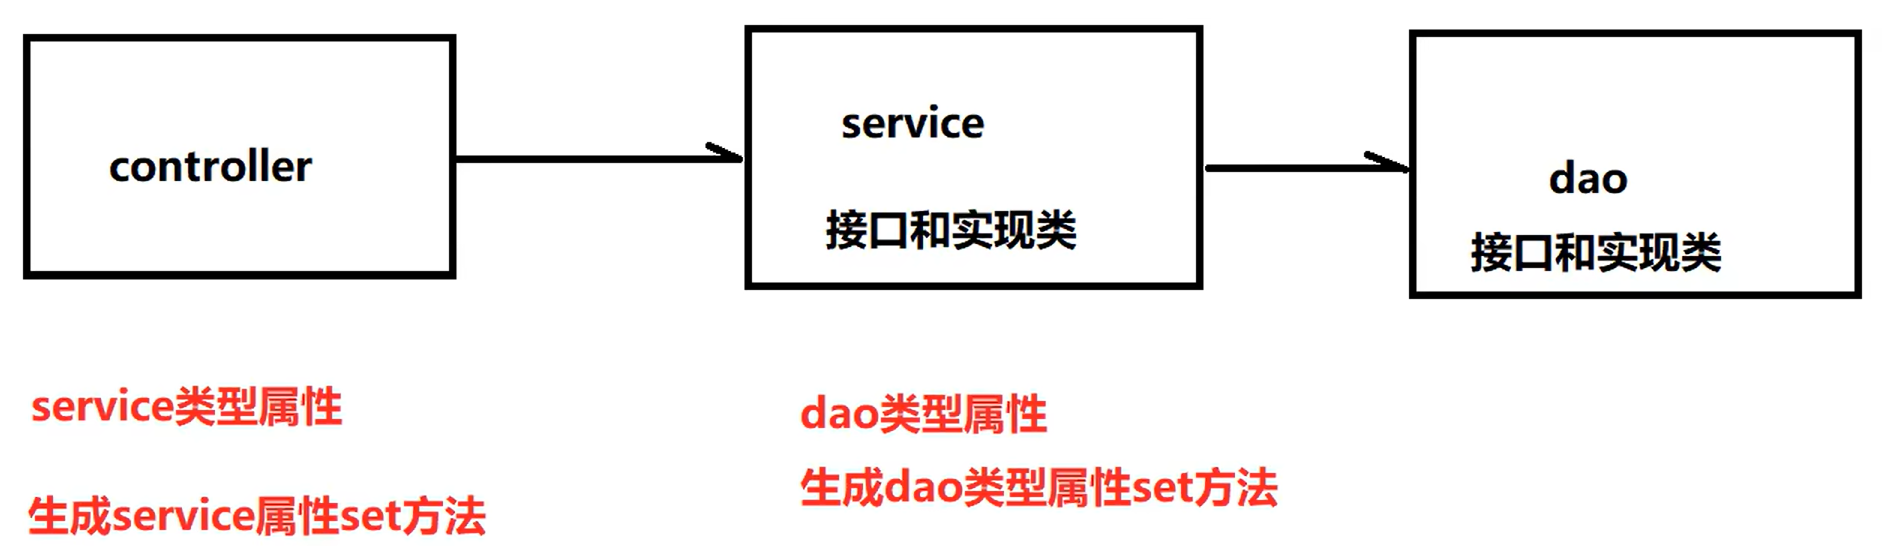 controller
service
接口和实现类
dao
接口和实现类
service类型属性
生成service属性set方法
dao类型属性
生成dao类型属性set方法